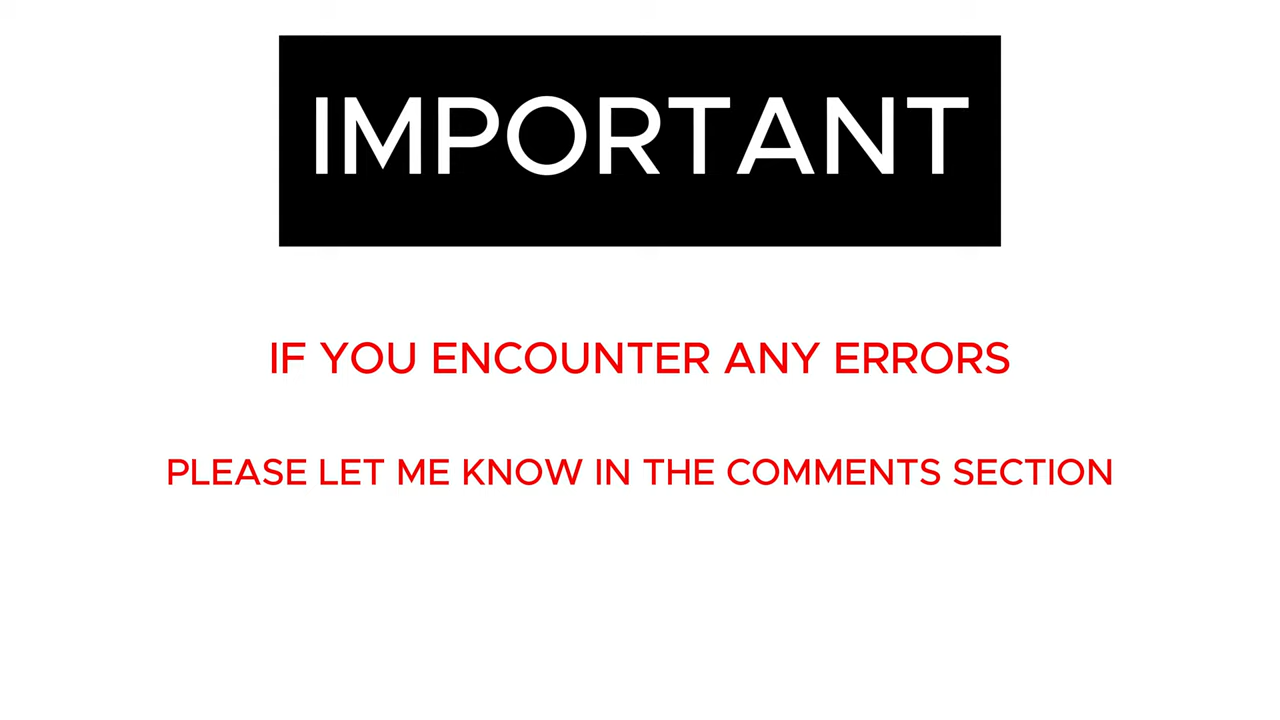 IMPORTANT
IF YOU ENCOUNTER ANY ERRORS
PLEASE LET ME KNOW IN THE COMMENTS SECTION